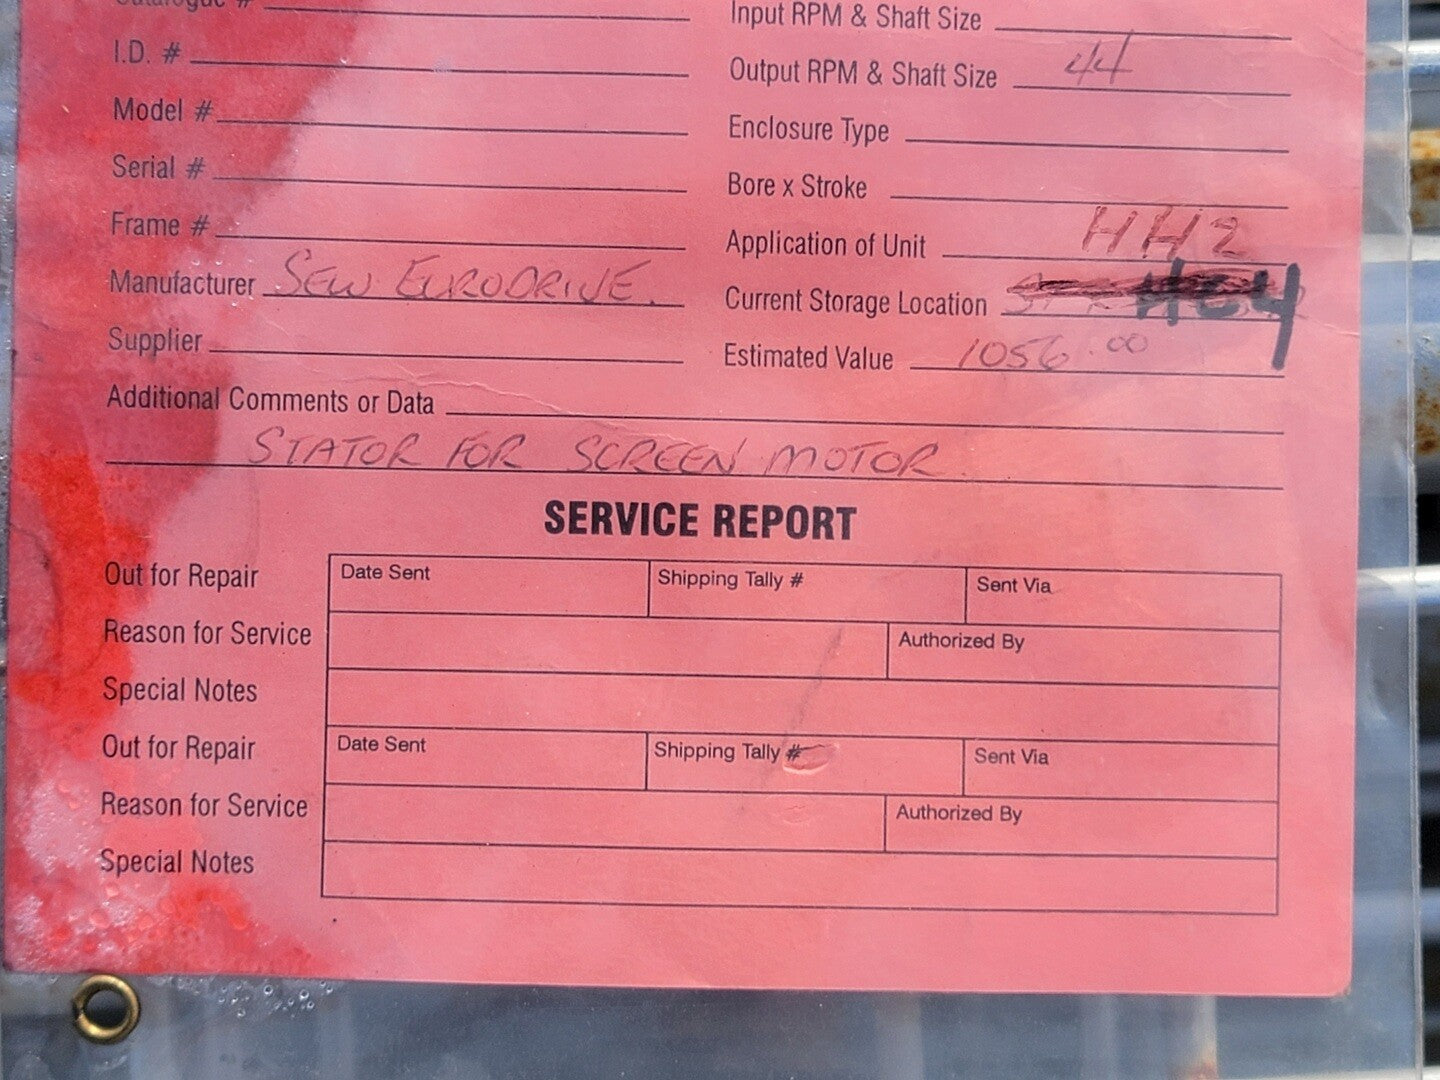 Catalogue #
Input RPM & Shaft Size
I.D. #
Output RPM & Shaft Size 44
Model #
Enclosure Type
Serial #
Bore x Stroke
Frame #
Application of Unit HH2
Manufacturer SEW EURODRIVE.
Current Storage Location
Supplier
Estimated Value 1056.00
Additional Comments or Data
STATOR FOR SCREEN MOTOR
SERVICE REPORT
Out for Repair Date Sent Shipping Tally # Sent Via
Reason for Service Authorized By
Special Notes
Out for Repair Date Sent Shipping Tally # Sent Via
Reason for Service Authorized By
Special Notes